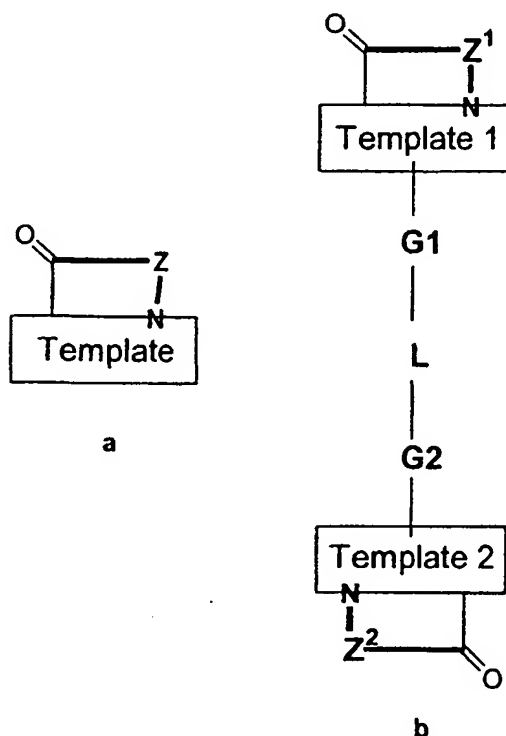 O Z¹
N
Template 1
G1
O Z
N
Template
L
a
G2
Template 2
N
Z² O
b